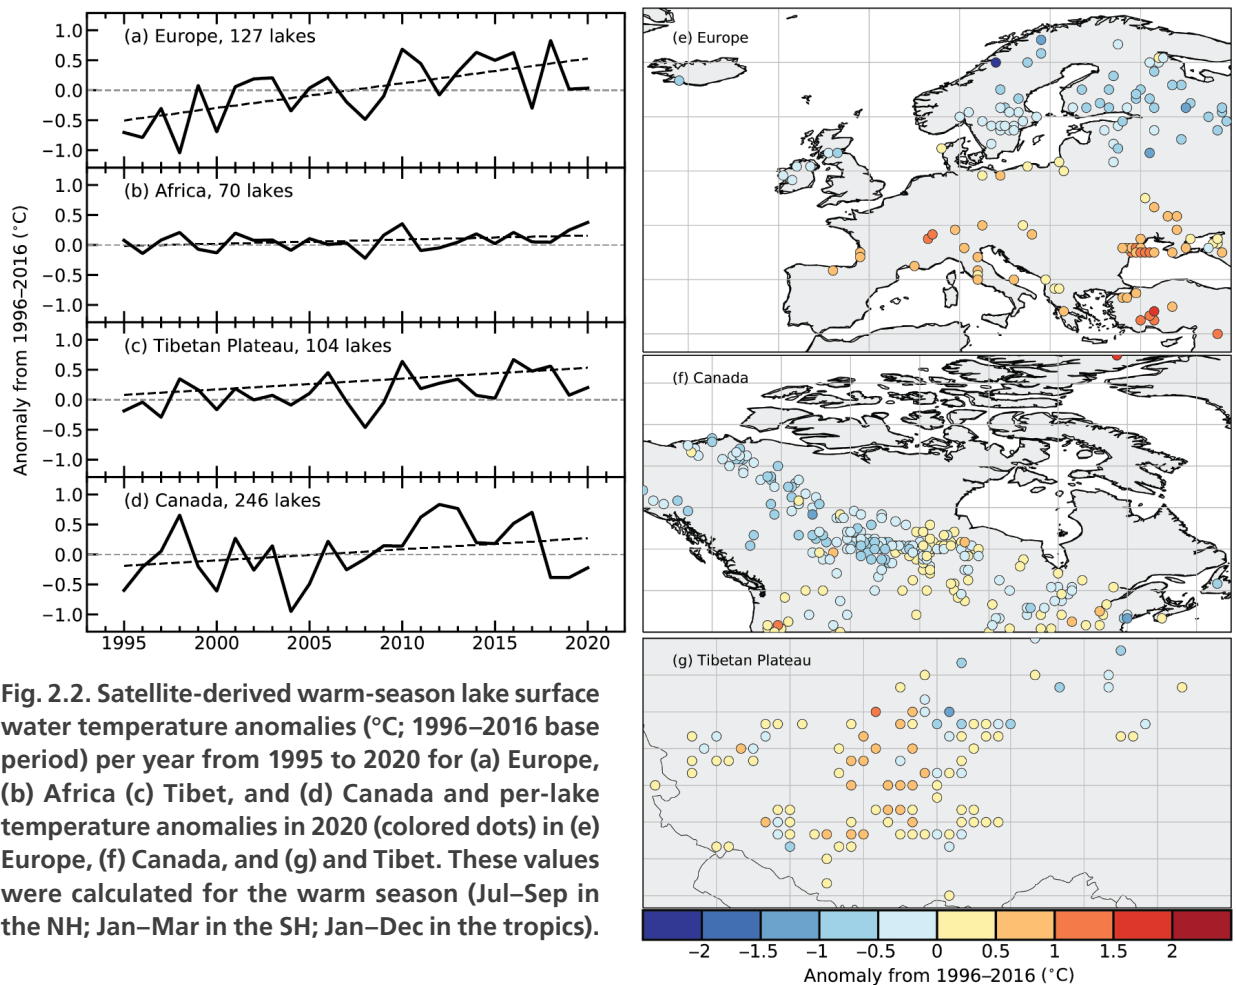 Anomaly from 1996–2016 (°C)
(a) Europe, 127 lakes
1.0
0.5
0.0
−0.5
−1.0
(b) Africa, 70 lakes
1.0
0.5
0.0
−0.5
−1.0
(c) Tibetan Plateau, 104 lakes
1.0
0.5
0.0
−0.5
−1.0
(d) Canada, 246 lakes
1.0
0.5
0.0
−0.5
−1.0
1995 2000 2005 2010 2015 2020
(e) Europe
(f) Canada
(g) Tibetan Plateau
−2 −1.5 −1 −0.5 0 0.5 1 1.5 2
Anomaly from 1996–2016 (°C)
Fig. 2.2. Satellite-derived warm-season lake surface
water temperature anomalies (°C; 1996–2016 base
period) per year from 1995 to 2020 for (a) Europe,
(b) Africa (c) Tibet, and (d) Canada and per-lake
temperature anomalies in 2020 (colored dots) in (e)
Europe, (f) Canada, and (g) and Tibet. These values
were calculated for the warm season (Jul–Sep in
the NH; Jan–Mar in the SH; Jan–Dec in the tropics).